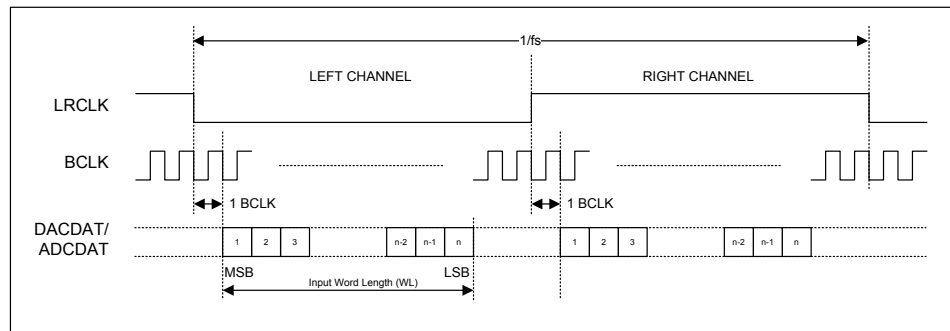 1/fs
LEFT CHANNEL RIGHT CHANNEL
LRCLK
BCLK
1 BCLK 1 BCLK
DACDAT/
ADCDAT
1 2 3 n-2 n-1 n 1 2 3 n-2 n-1 n
MSB LSB
Input Word Length (WL)